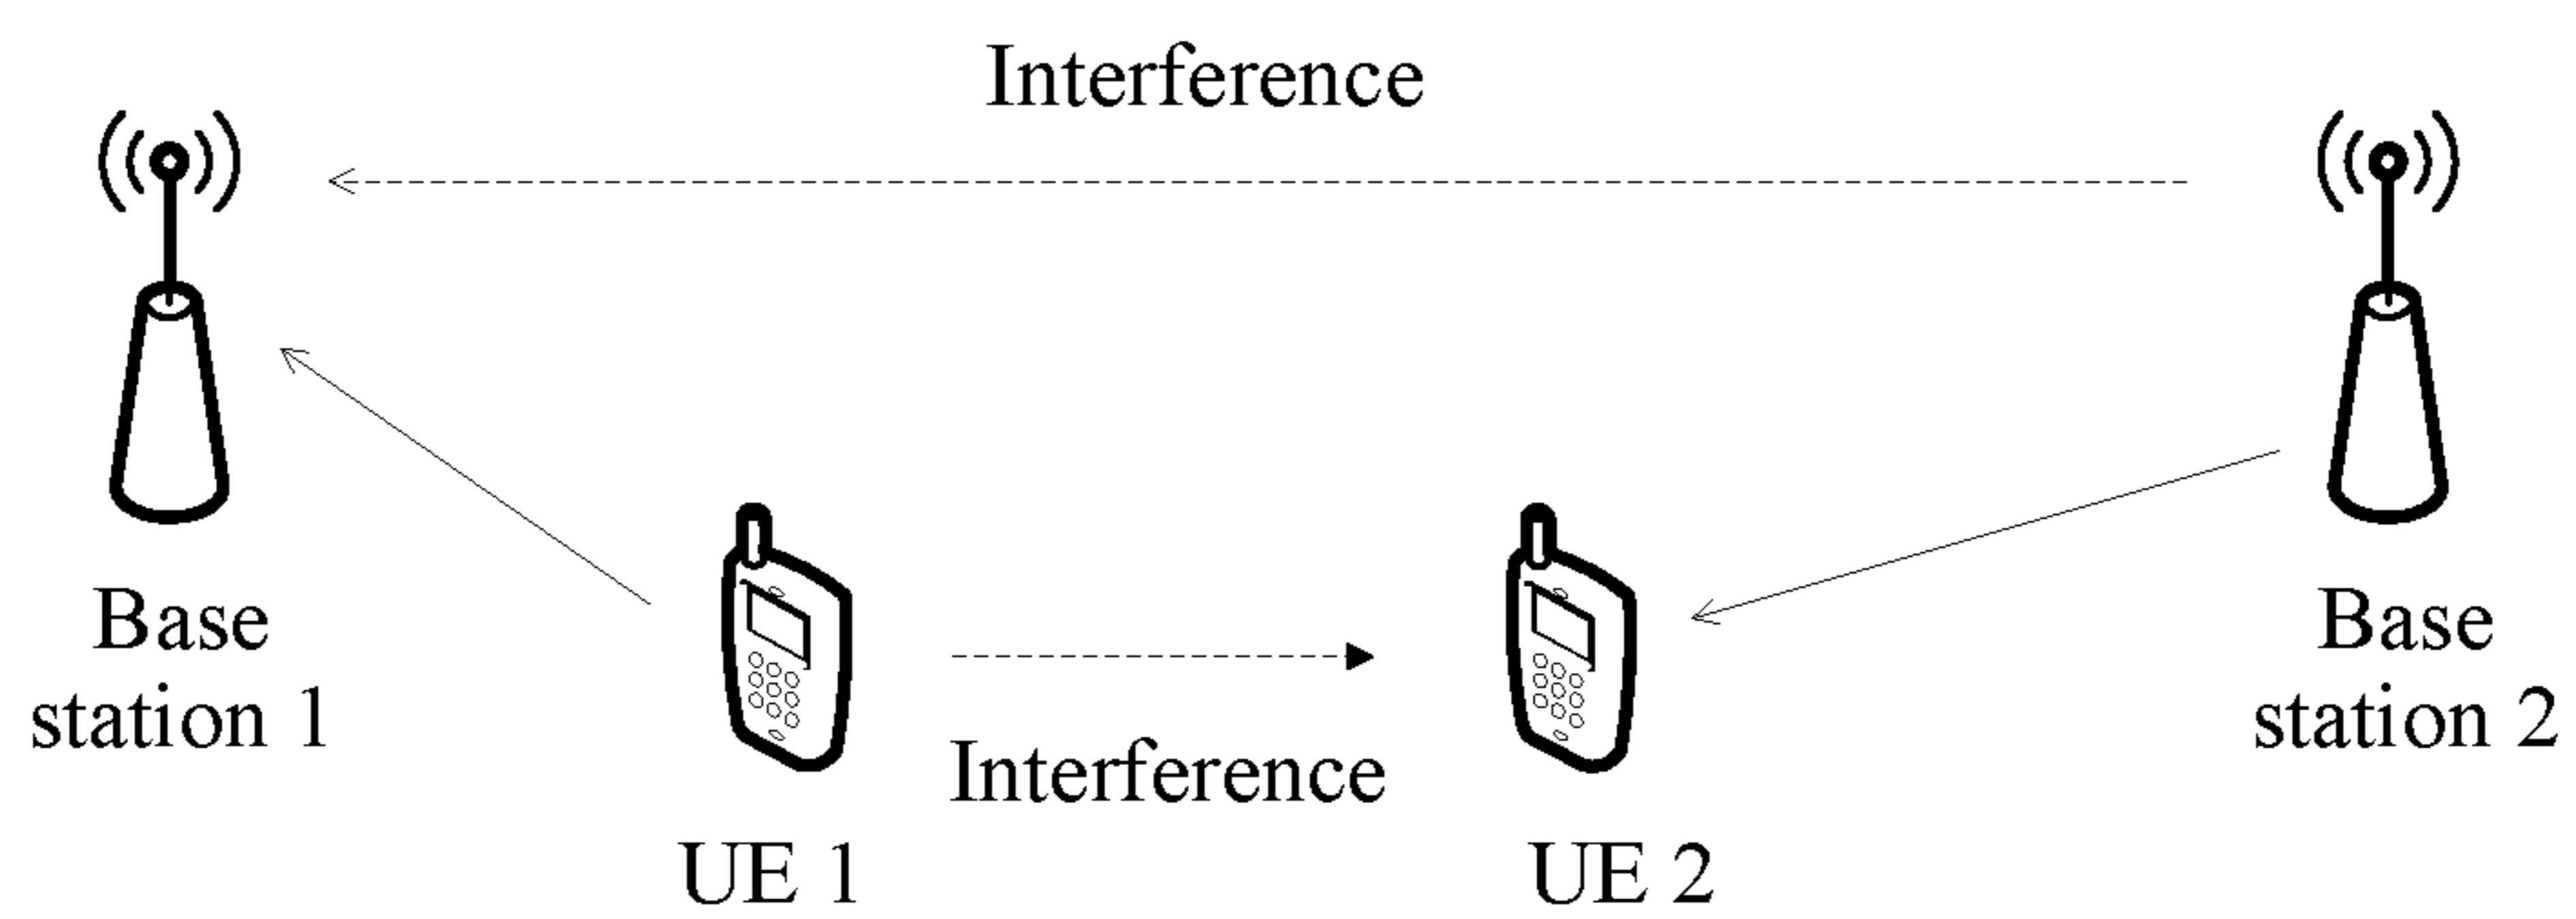 Interference
Base
station 1
Base
station 2
Interference
UE 1
UE 2